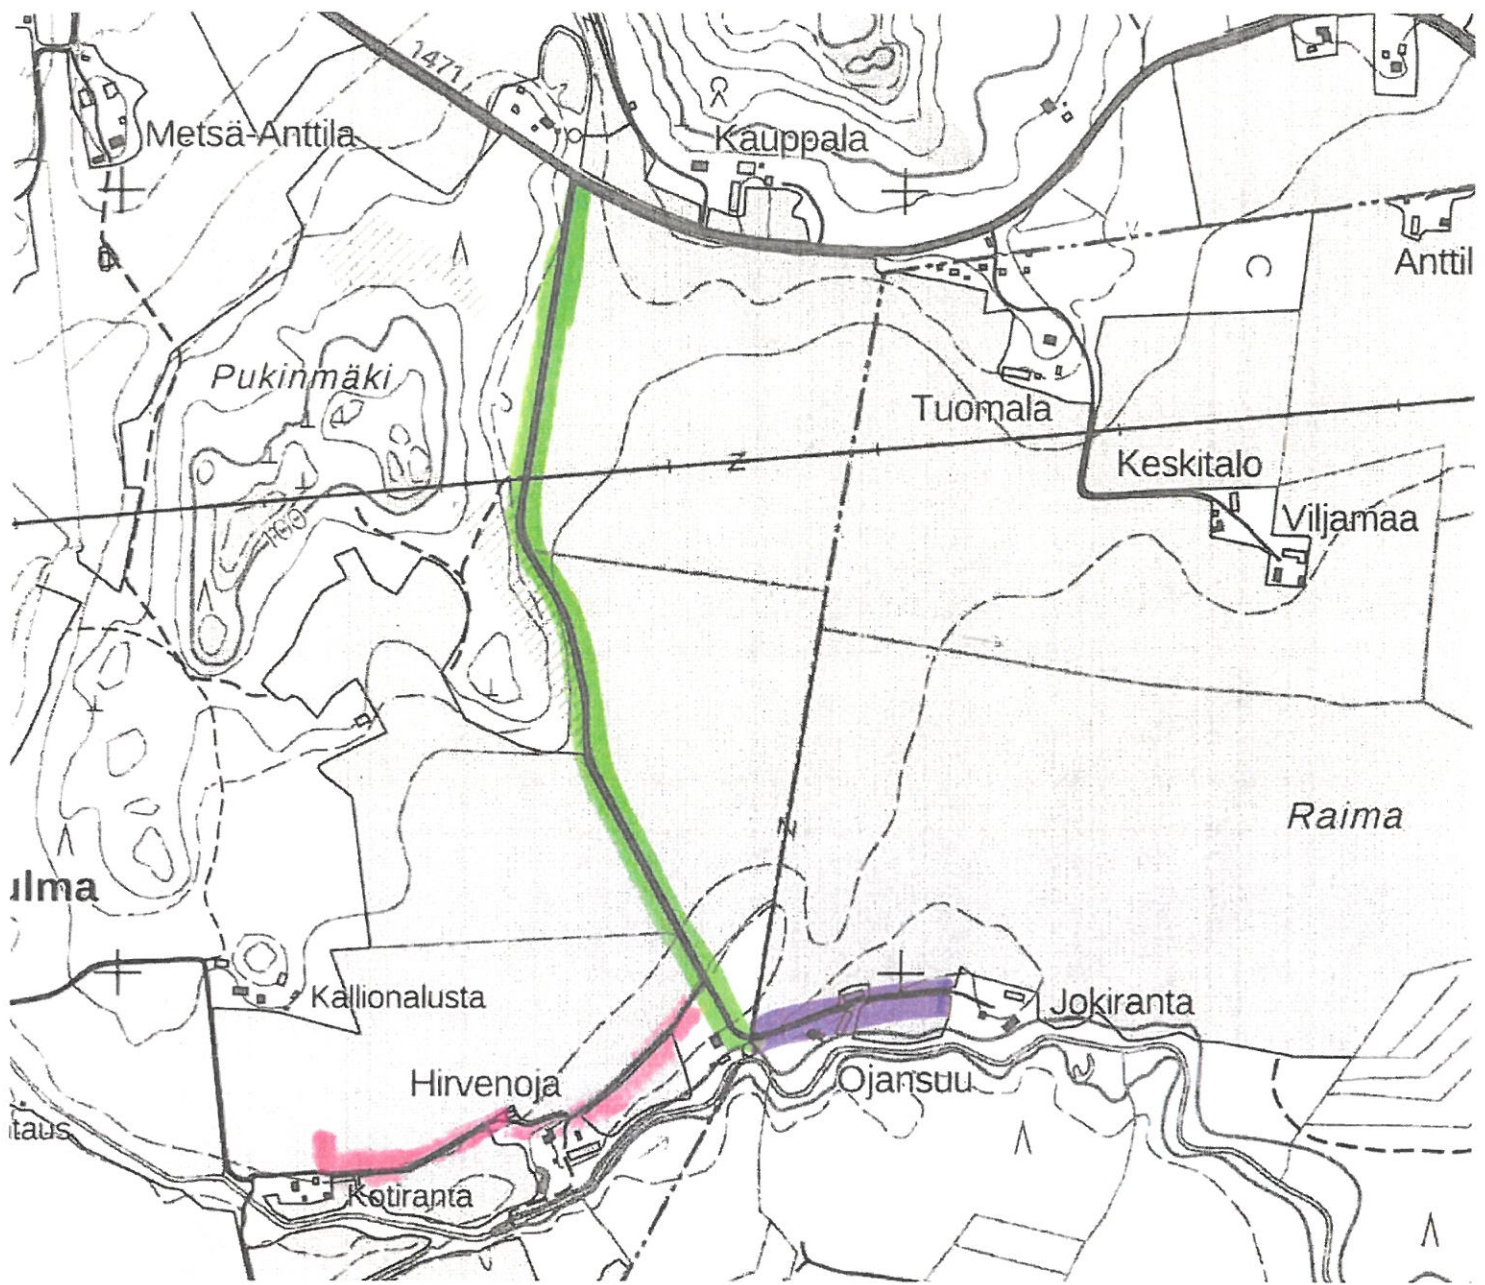 1471
Metsä-Anttila
Kauppala
Anttil
Pukinmäki
Tuomala
Z
Keskitalo
Viljamaa
100
Z
Raima
ulma
Kallionalusta
Jokiranta
Hirvenoja
Ojansuu
taus
Kotiranta